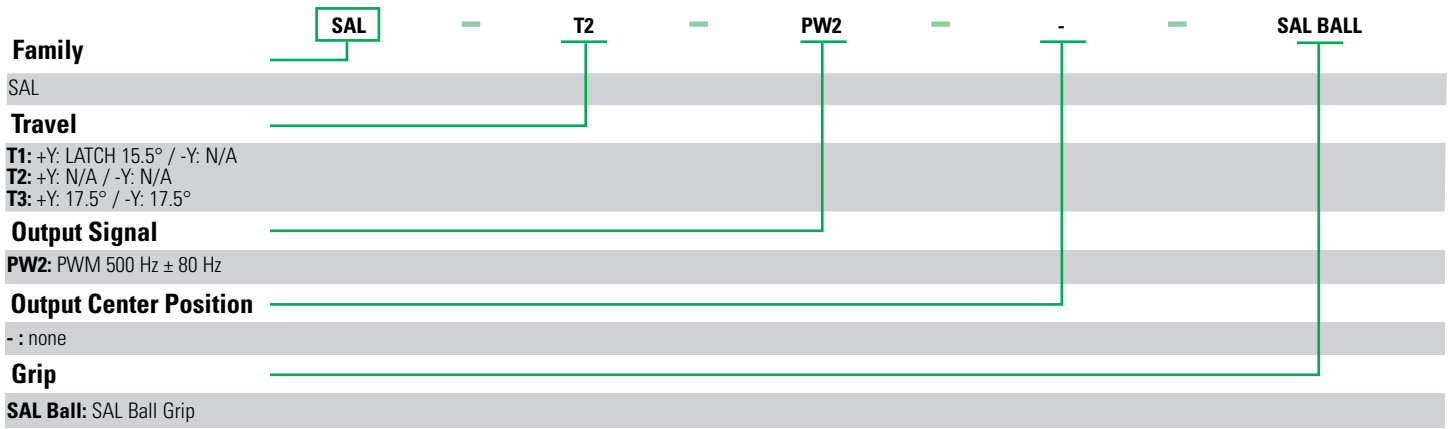 SAL – T2 – PW2 – - – SAL BALL
Family
SAL
Travel
T1: +Y: LATCH 15.5° / -Y: N/A
T2: +Y: N/A / -Y: N/A
T3: +Y: 17.5° / -Y: 17.5°
Output Signal
PW2: PWM 500 Hz ± 80 Hz
Output Center Position
- : none
Grip
SAL Ball: SAL Ball Grip